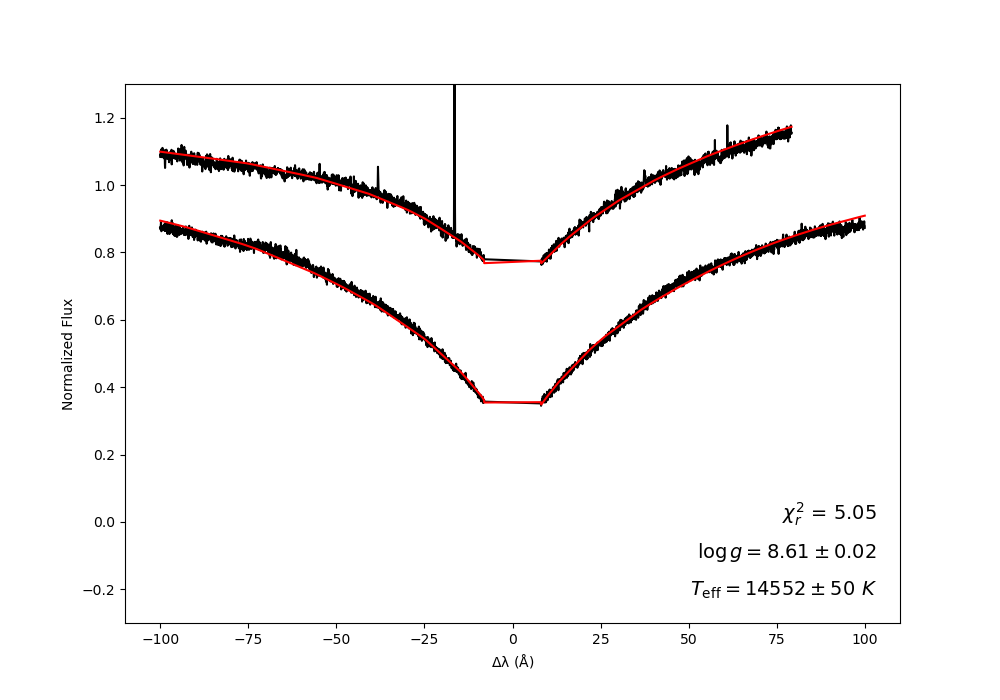 1.2
1.0
0.8
0.6
0.4
0.2
0.0
−0.2
Normalized Flux
χ²ᵣ = 5.05
log g = 8.61 ± 0.02
T_eff = 14552 ± 50 K
−100 −75 −50 −25 0 25 50 75 100
Δλ (Å)